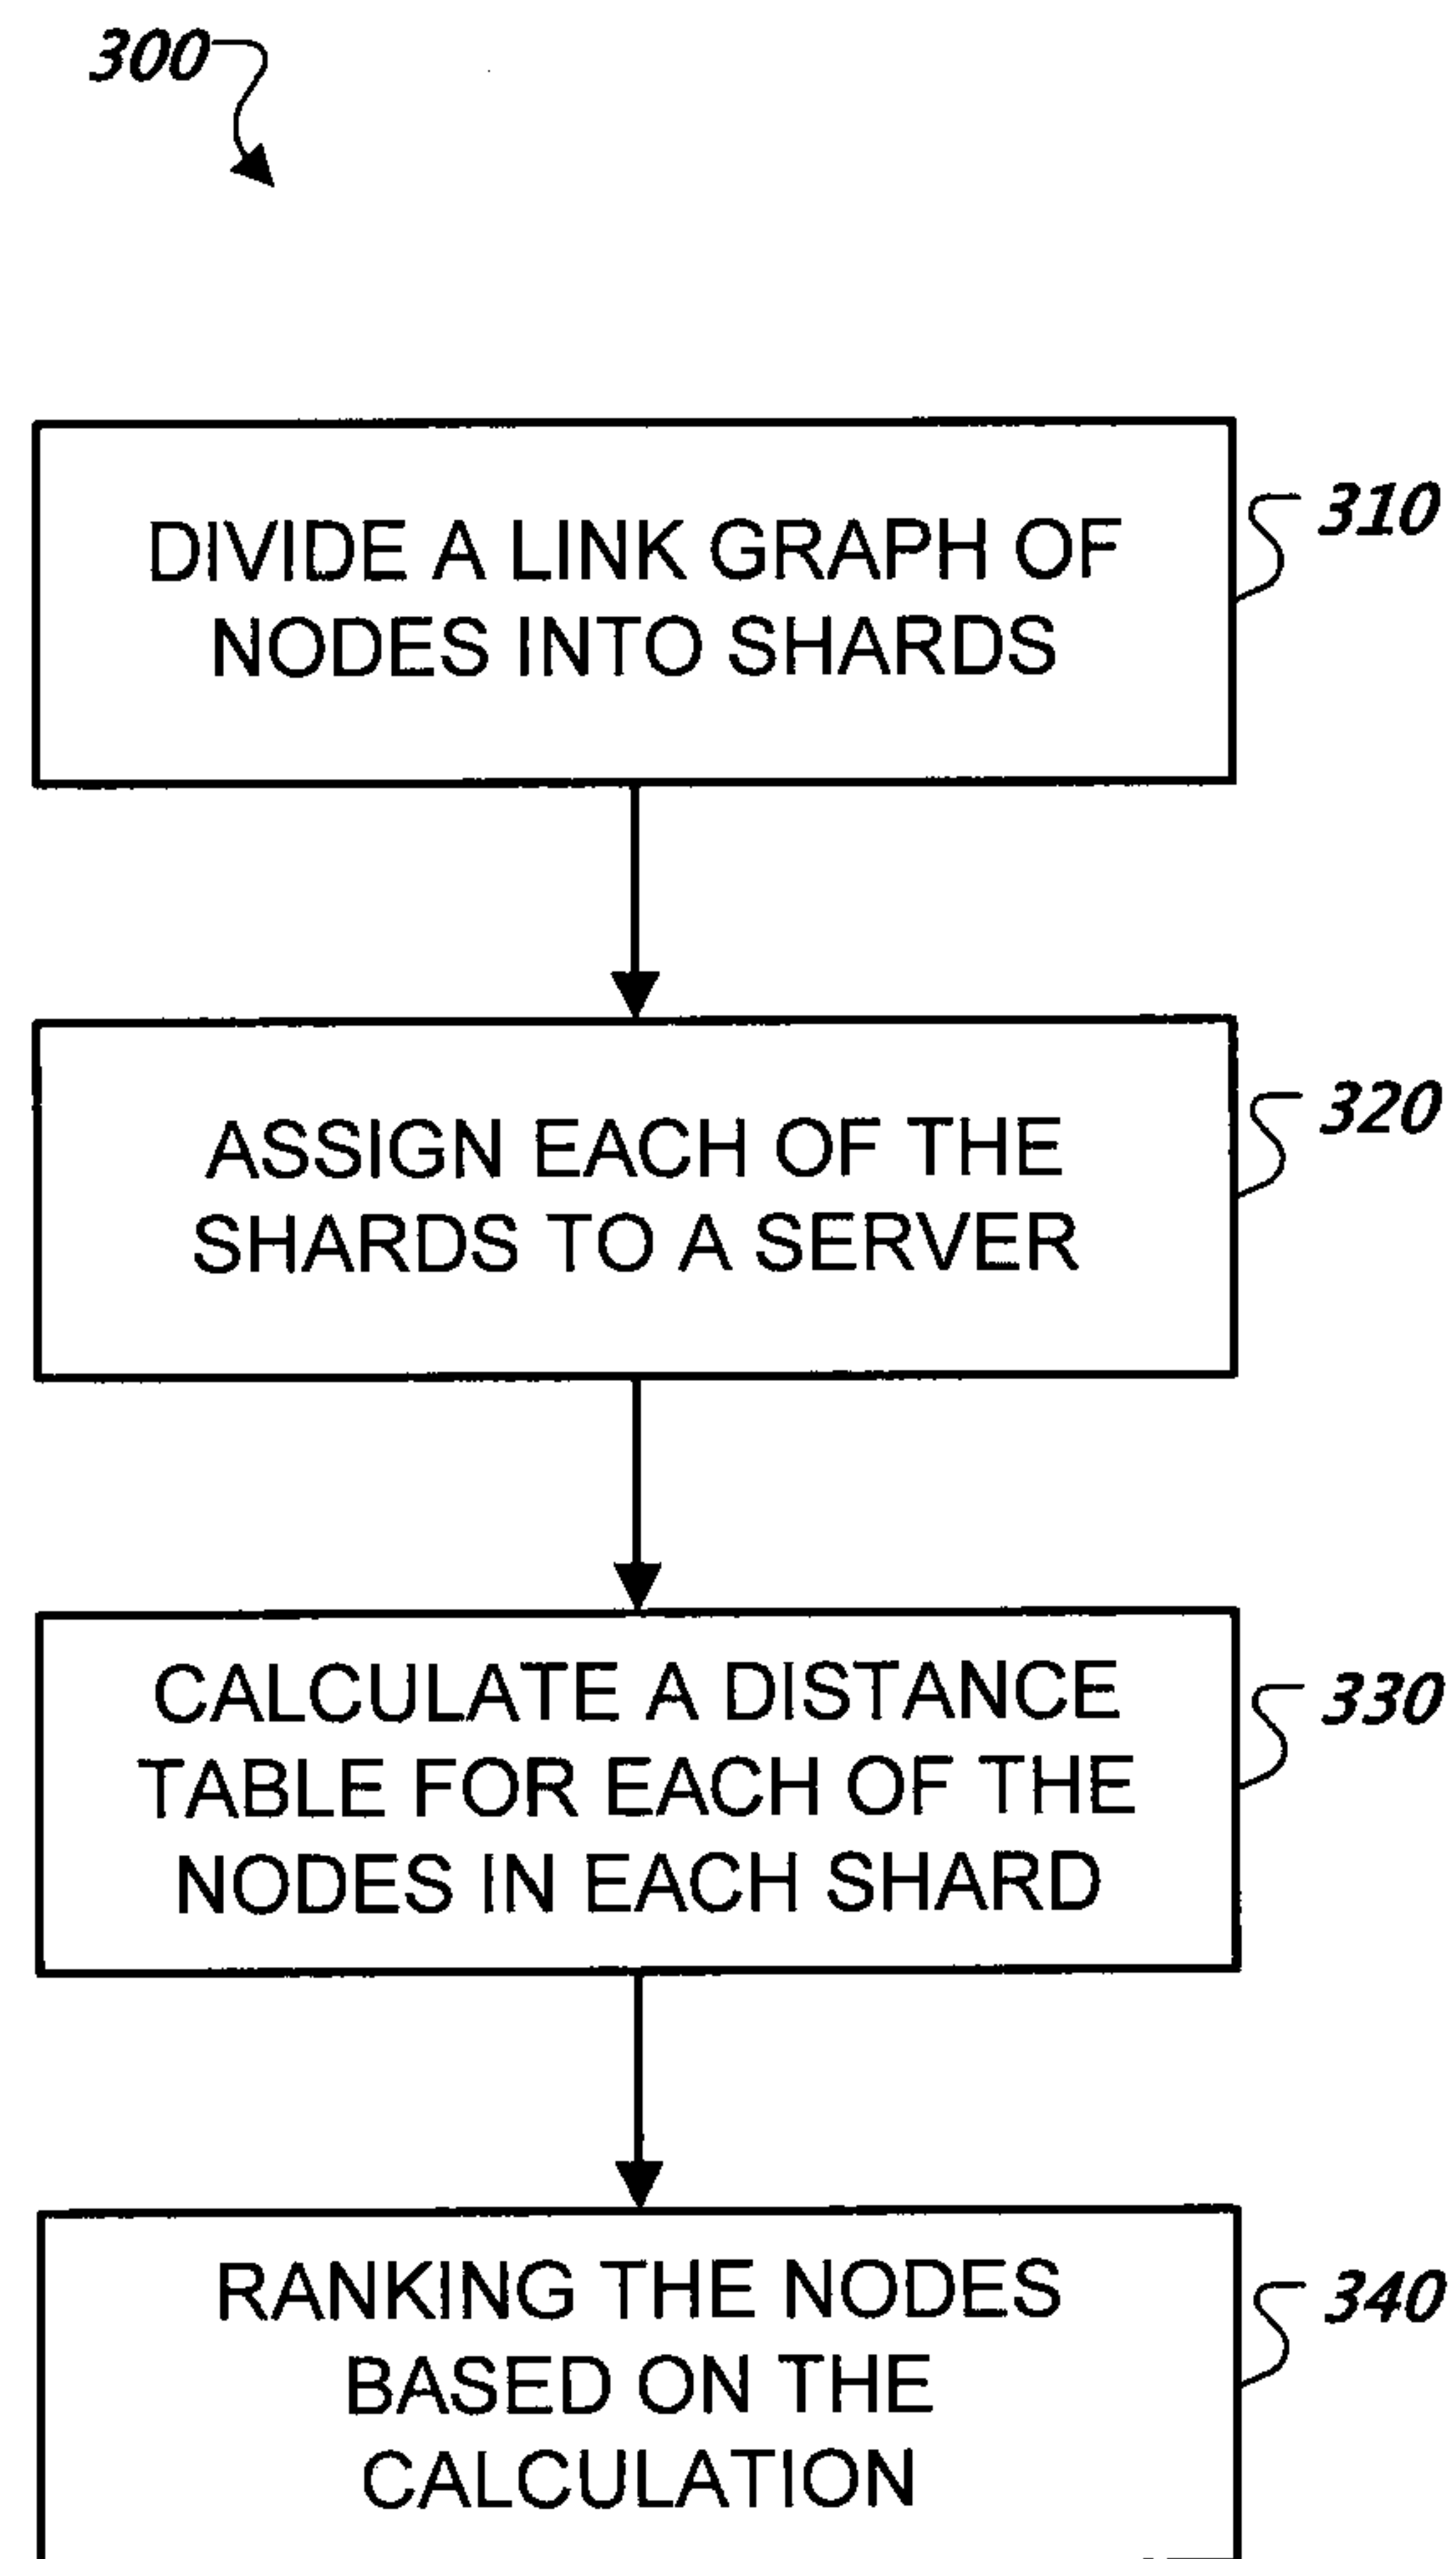 300
DIVIDE A LINK GRAPH OF
NODES INTO SHARDS
310
ASSIGN EACH OF THE
SHARDS TO A SERVER
320
CALCULATE A DISTANCE
TABLE FOR EACH OF THE
NODES IN EACH SHARD
330
RANKING THE NODES
BASED ON THE
CALCULATION
340